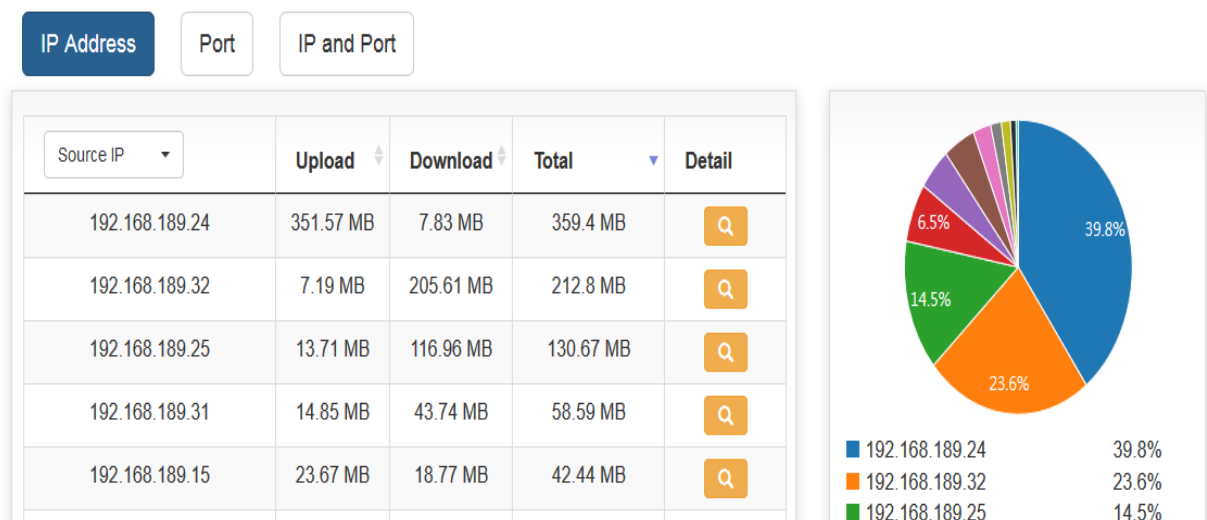 IP Address Port IP and Port
Source IP Upload Download Total Detail
192.168.189.24 351.57 MB 7.83 MB 359.4 MB
192.168.189.32 7.19 MB 205.61 MB 212.8 MB
192.168.189.25 13.71 MB 116.96 MB 130.67 MB
192.168.189.31 14.85 MB 43.74 MB 58.59 MB
192.168.189.15 23.67 MB 18.77 MB 42.44 MB
6.5%
39.8%
14.5%
23.6%
192.168.189.24 39.8%
192.168.189.32 23.6%
192.168.189.25 14.5%